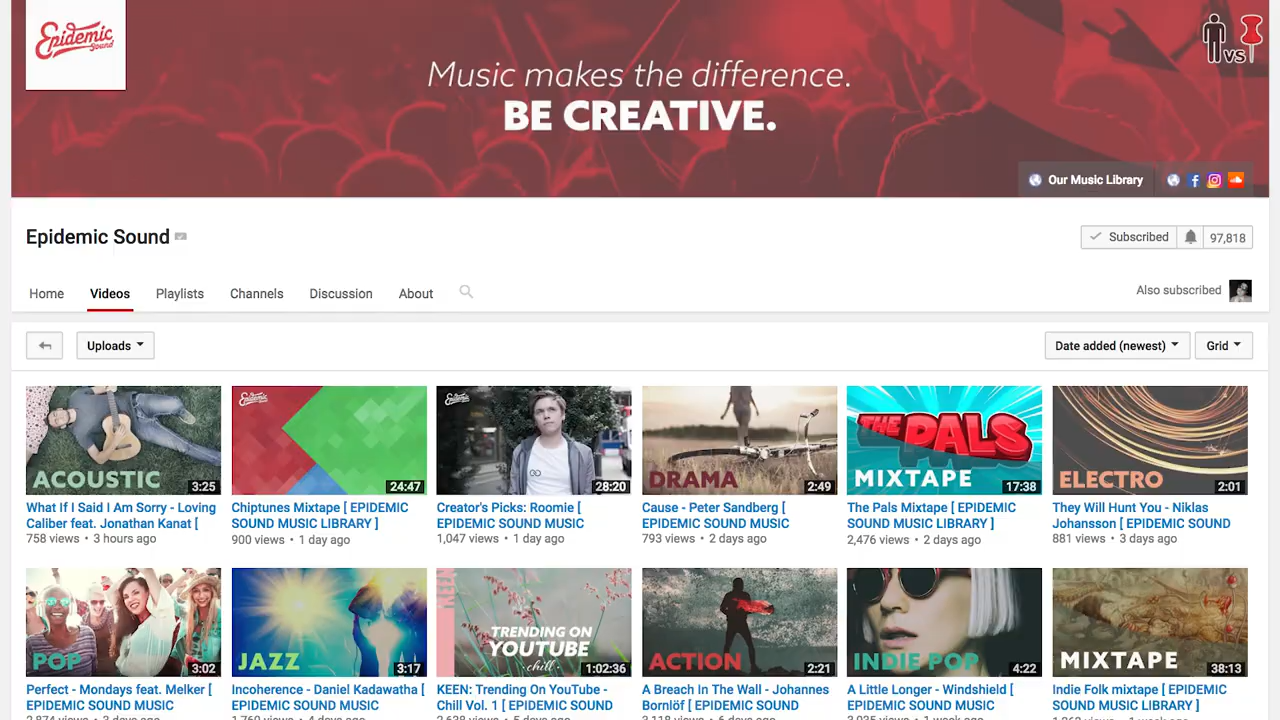 Epidemic
Sound
VS
Music makes the difference.
BE CREATIVE.
Our Music Library
Epidemic Sound
Subscribed
97,818
Home
Videos
Playlists
Channels
Discussion
About
Also subscribed
Uploads
Date added (newest)
Grid
ACOUSTIC
3:25
Epidemic
24:47
Epidemic
28:20
DRAMA
2:49
THE PALS
MIXTAPE
17:38
ELECTRO
2:01
What If I Said I Am Sorry - Loving
Caliber feat. Jonathan Kanat [
758 views • 3 hours ago
Chiptunes Mixtape [ EPIDEMIC
SOUND MUSIC LIBRARY ]
900 views • 1 day ago
Creator's Picks: Roomie [
EPIDEMIC SOUND MUSIC
1,047 views • 1 day ago
Cause - Peter Sandberg [
EPIDEMIC SOUND MUSIC
793 views • 2 days ago
The Pals Mixtape [ EPIDEMIC
SOUND MUSIC LIBRARY ]
2,476 views • 2 days ago
They Will Hunt You - Niklas
Johansson [ EPIDEMIC SOUND
881 views • 3 days ago
POP
3:02
JAZZ
3:17
KEEN
TRENDING ON
YOUTUBE
chill
1:02:36
ACTION
2:21
INDIE POP
4:22
MIXTAPE
38:13
Perfect - Mondays feat. Melker [
EPIDEMIC SOUND MUSIC
Incoherence - Daniel Kadawatha [
EPIDEMIC SOUND MUSIC
KEEN: Trending On YouTube -
Chill Vol. 1 [ EPIDEMIC SOUND
A Breach In The Wall - Johannes
Bornlöf [ EPIDEMIC SOUND
A Little Longer - Windshield [
EPIDEMIC SOUND MUSIC
Indie Folk mixtape [ EPIDEMIC
SOUND MUSIC LIBRARY ]